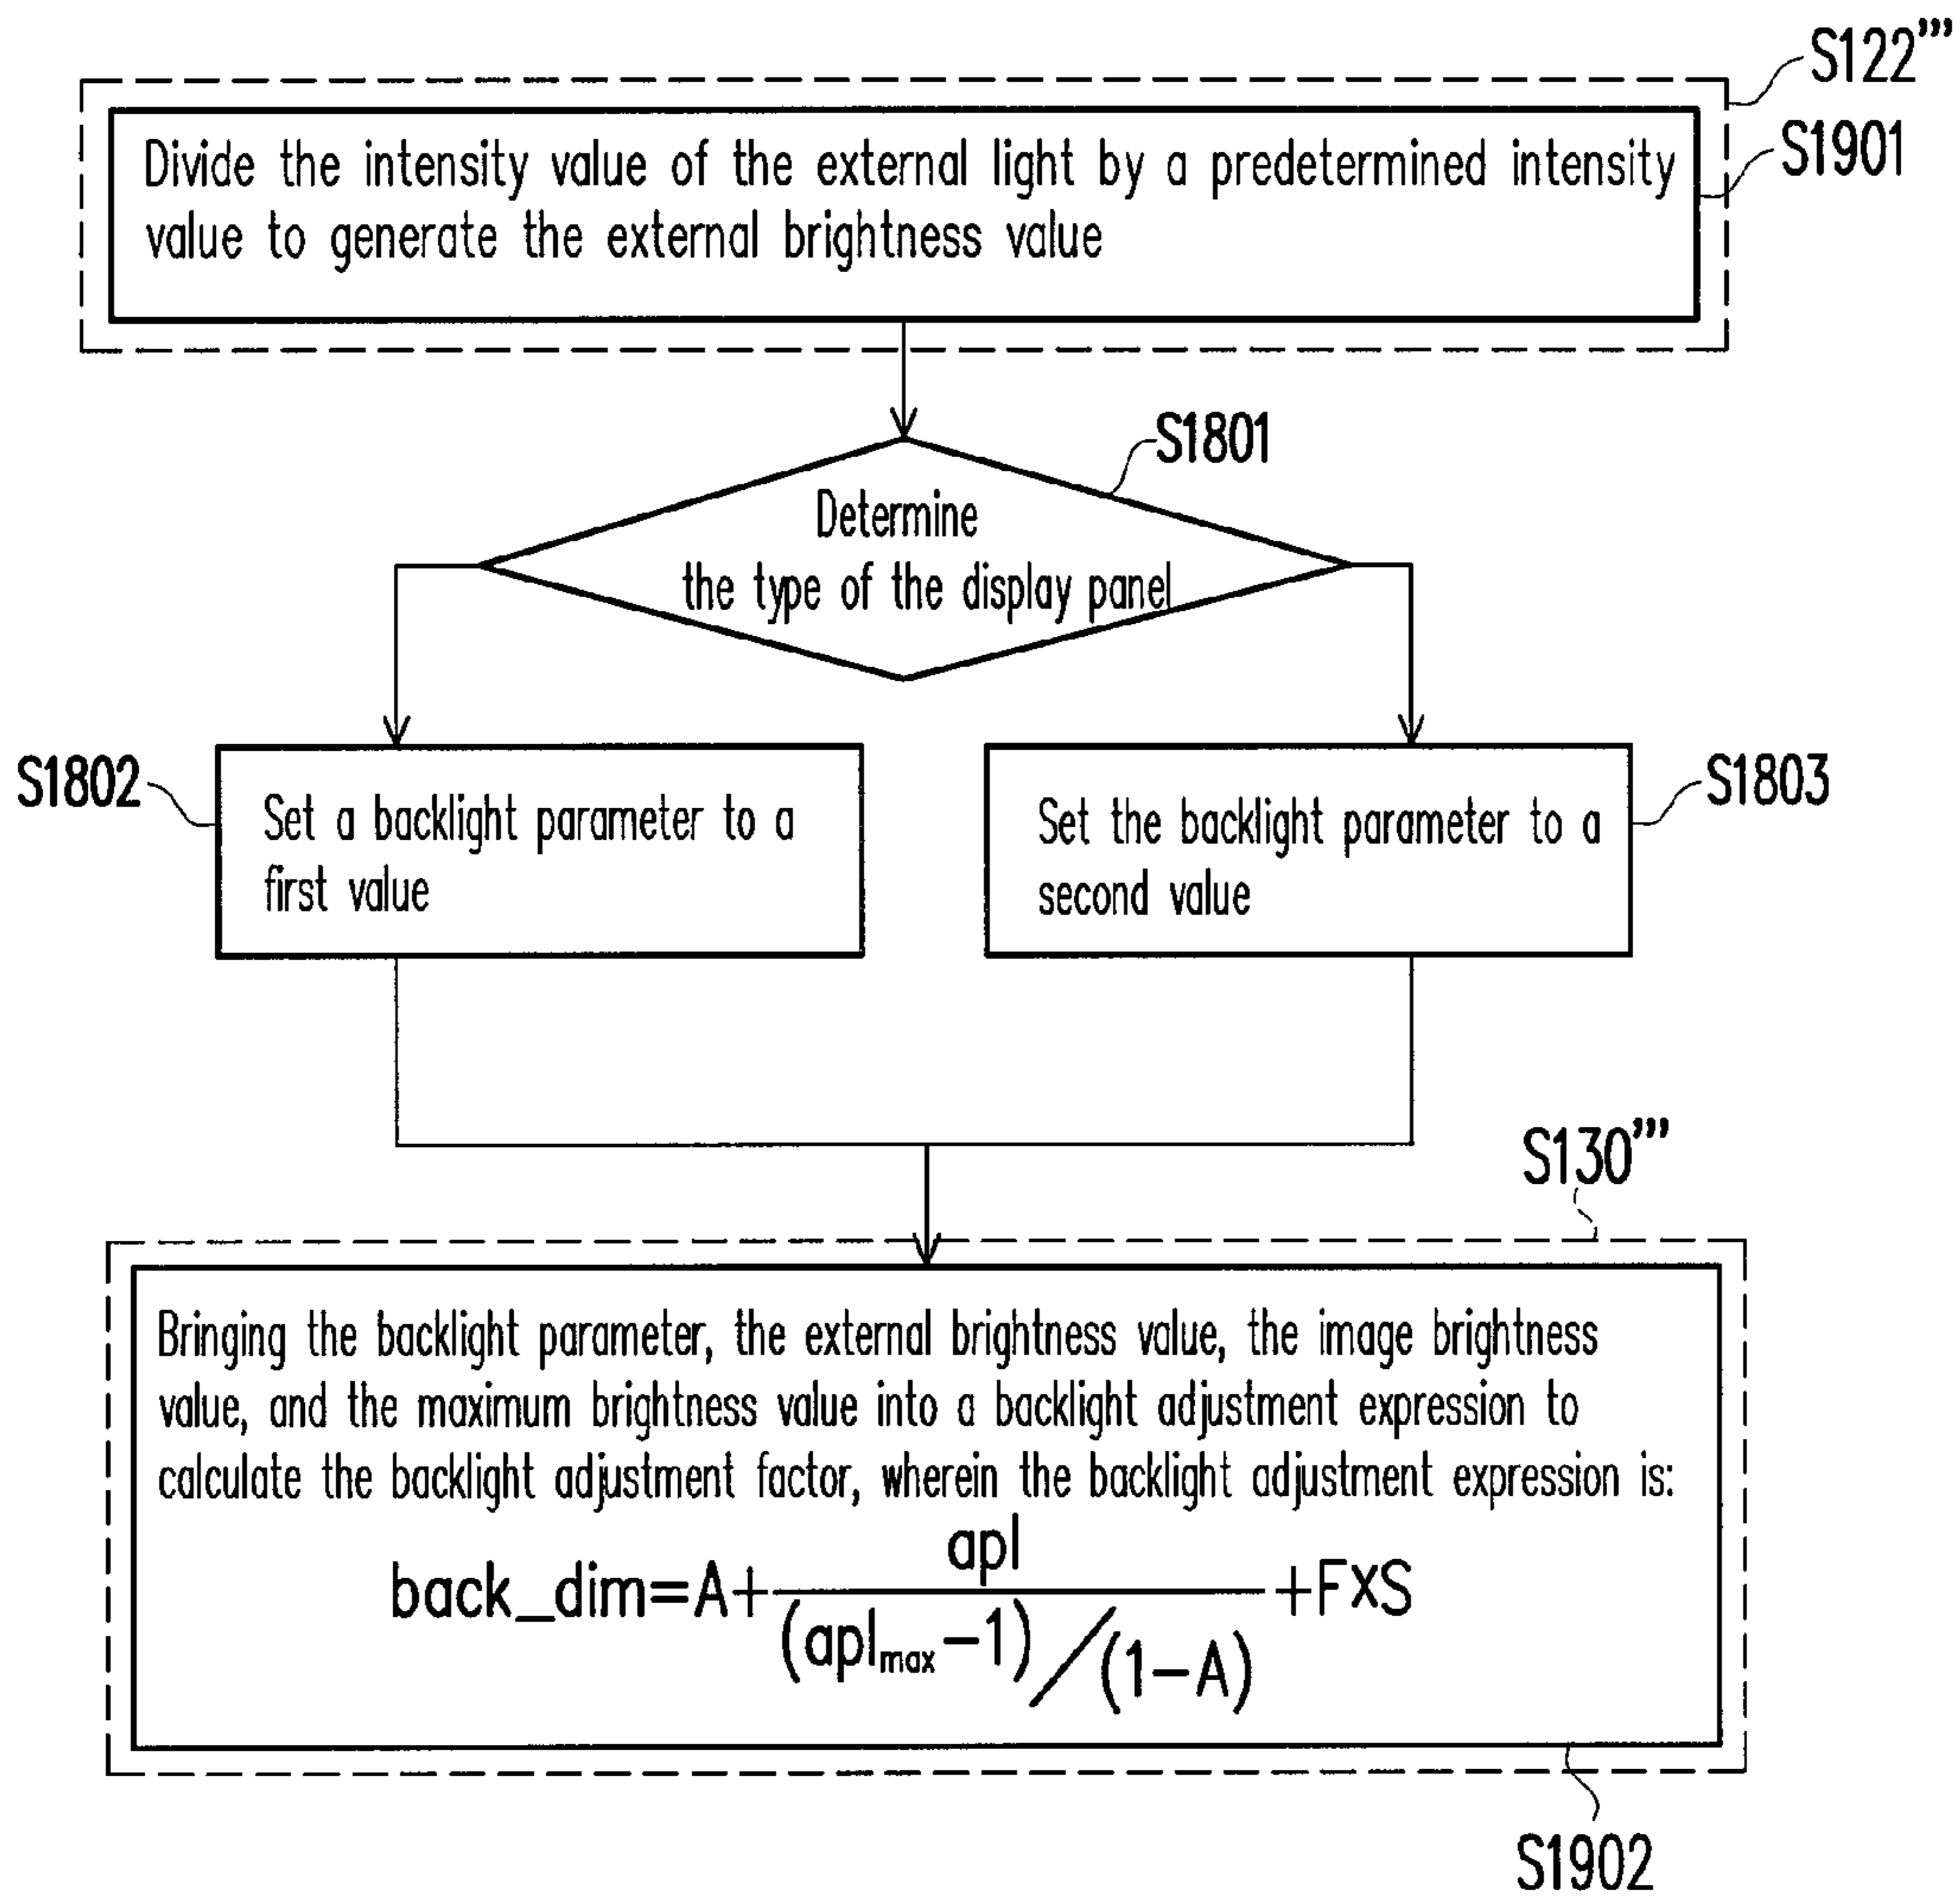 S122'''
S1901
Divide the intensity value of the external light by a predetermined intensity
value to generate the external brightness value
S1801
Determine
the type of the display panel
S1802
Set a backlight parameter to a
first value
S1803
Set the backlight parameter to a
second value
S130'''
Bringing the backlight parameter, the external brightness value, the image brightness
value, and the maximum brightness value into a backlight adjustment expression to
calculate the backlight adjustment factor, wherein the backlight adjustment expression is:
back_dim=A+apl/((aplmax-1)/(1-A))+F×S
S1902